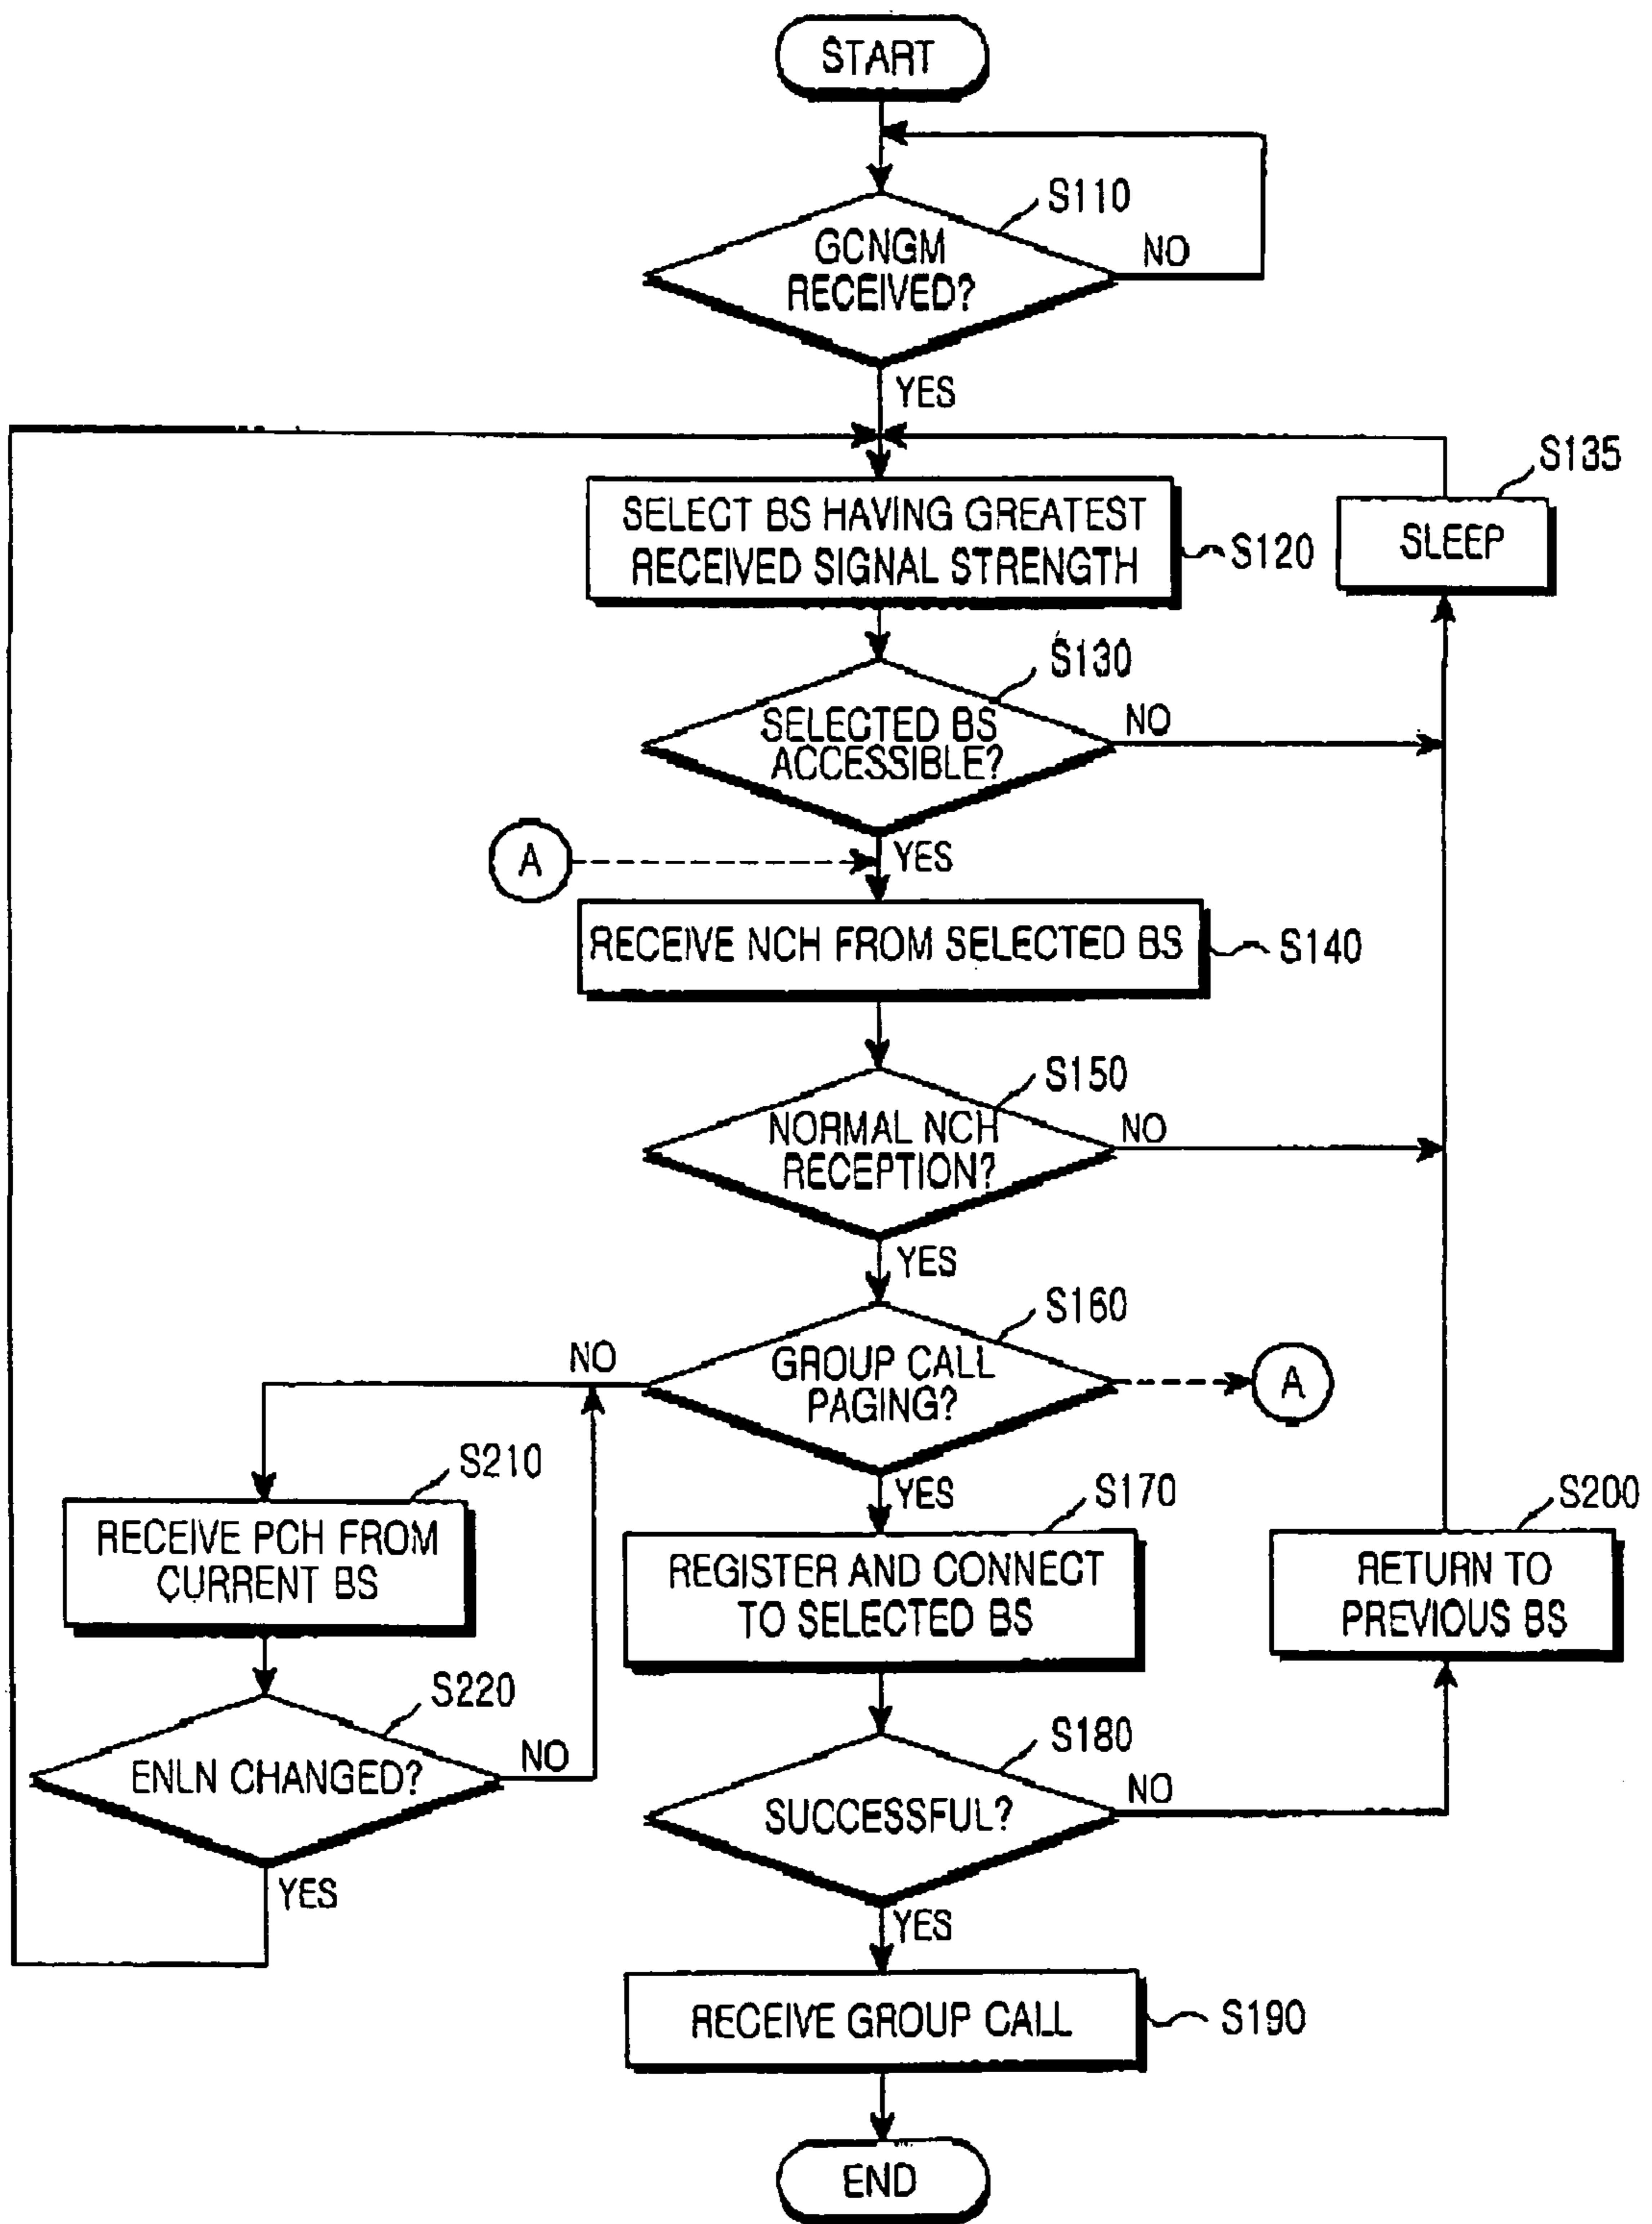 START
S110
GCNGM
RECEIVED?
NO
YES
S135
SLEEP
SELECT BS HAVING GREATEST
RECEIVED SIGNAL STRENGTH
S120
S130
SELECTED BS
ACCESSIBLE?
NO
A
YES
RECEIVE NCH FROM SELECTED BS
S140
S150
NORMAL NCH
RECEPTION?
NO
YES
S160
GROUP CALL
PAGING?
NO
A
YES
S210
RECEIVE PCH FROM
CURRENT BS
S170
REGISTER AND CONNECT
TO SELECTED BS
S200
RETURN TO
PREVIOUS BS
S220
ENLN CHANGED?
NO
YES
S180
SUCCESSFUL?
NO
YES
RECEIVE GROUP CALL
S190
END